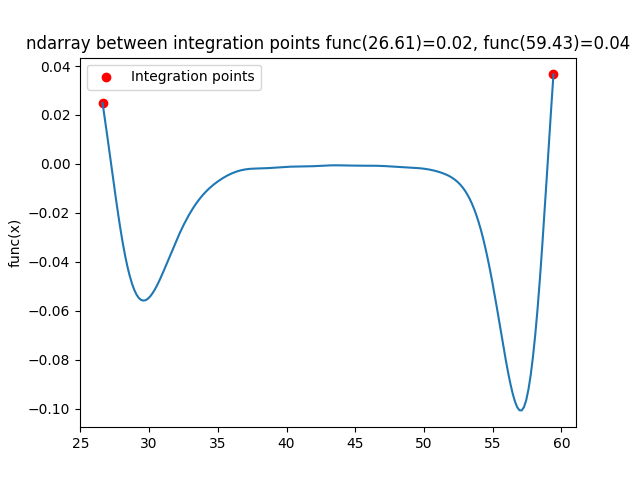 ndarray between integration points func(26.61)=0.02, func(59.43)=0.04
Integration points
func(x)
0.04
0.02
0.00
−0.02
−0.04
−0.06
−0.08
−0.10
25 30 35 40 45 50 55 60